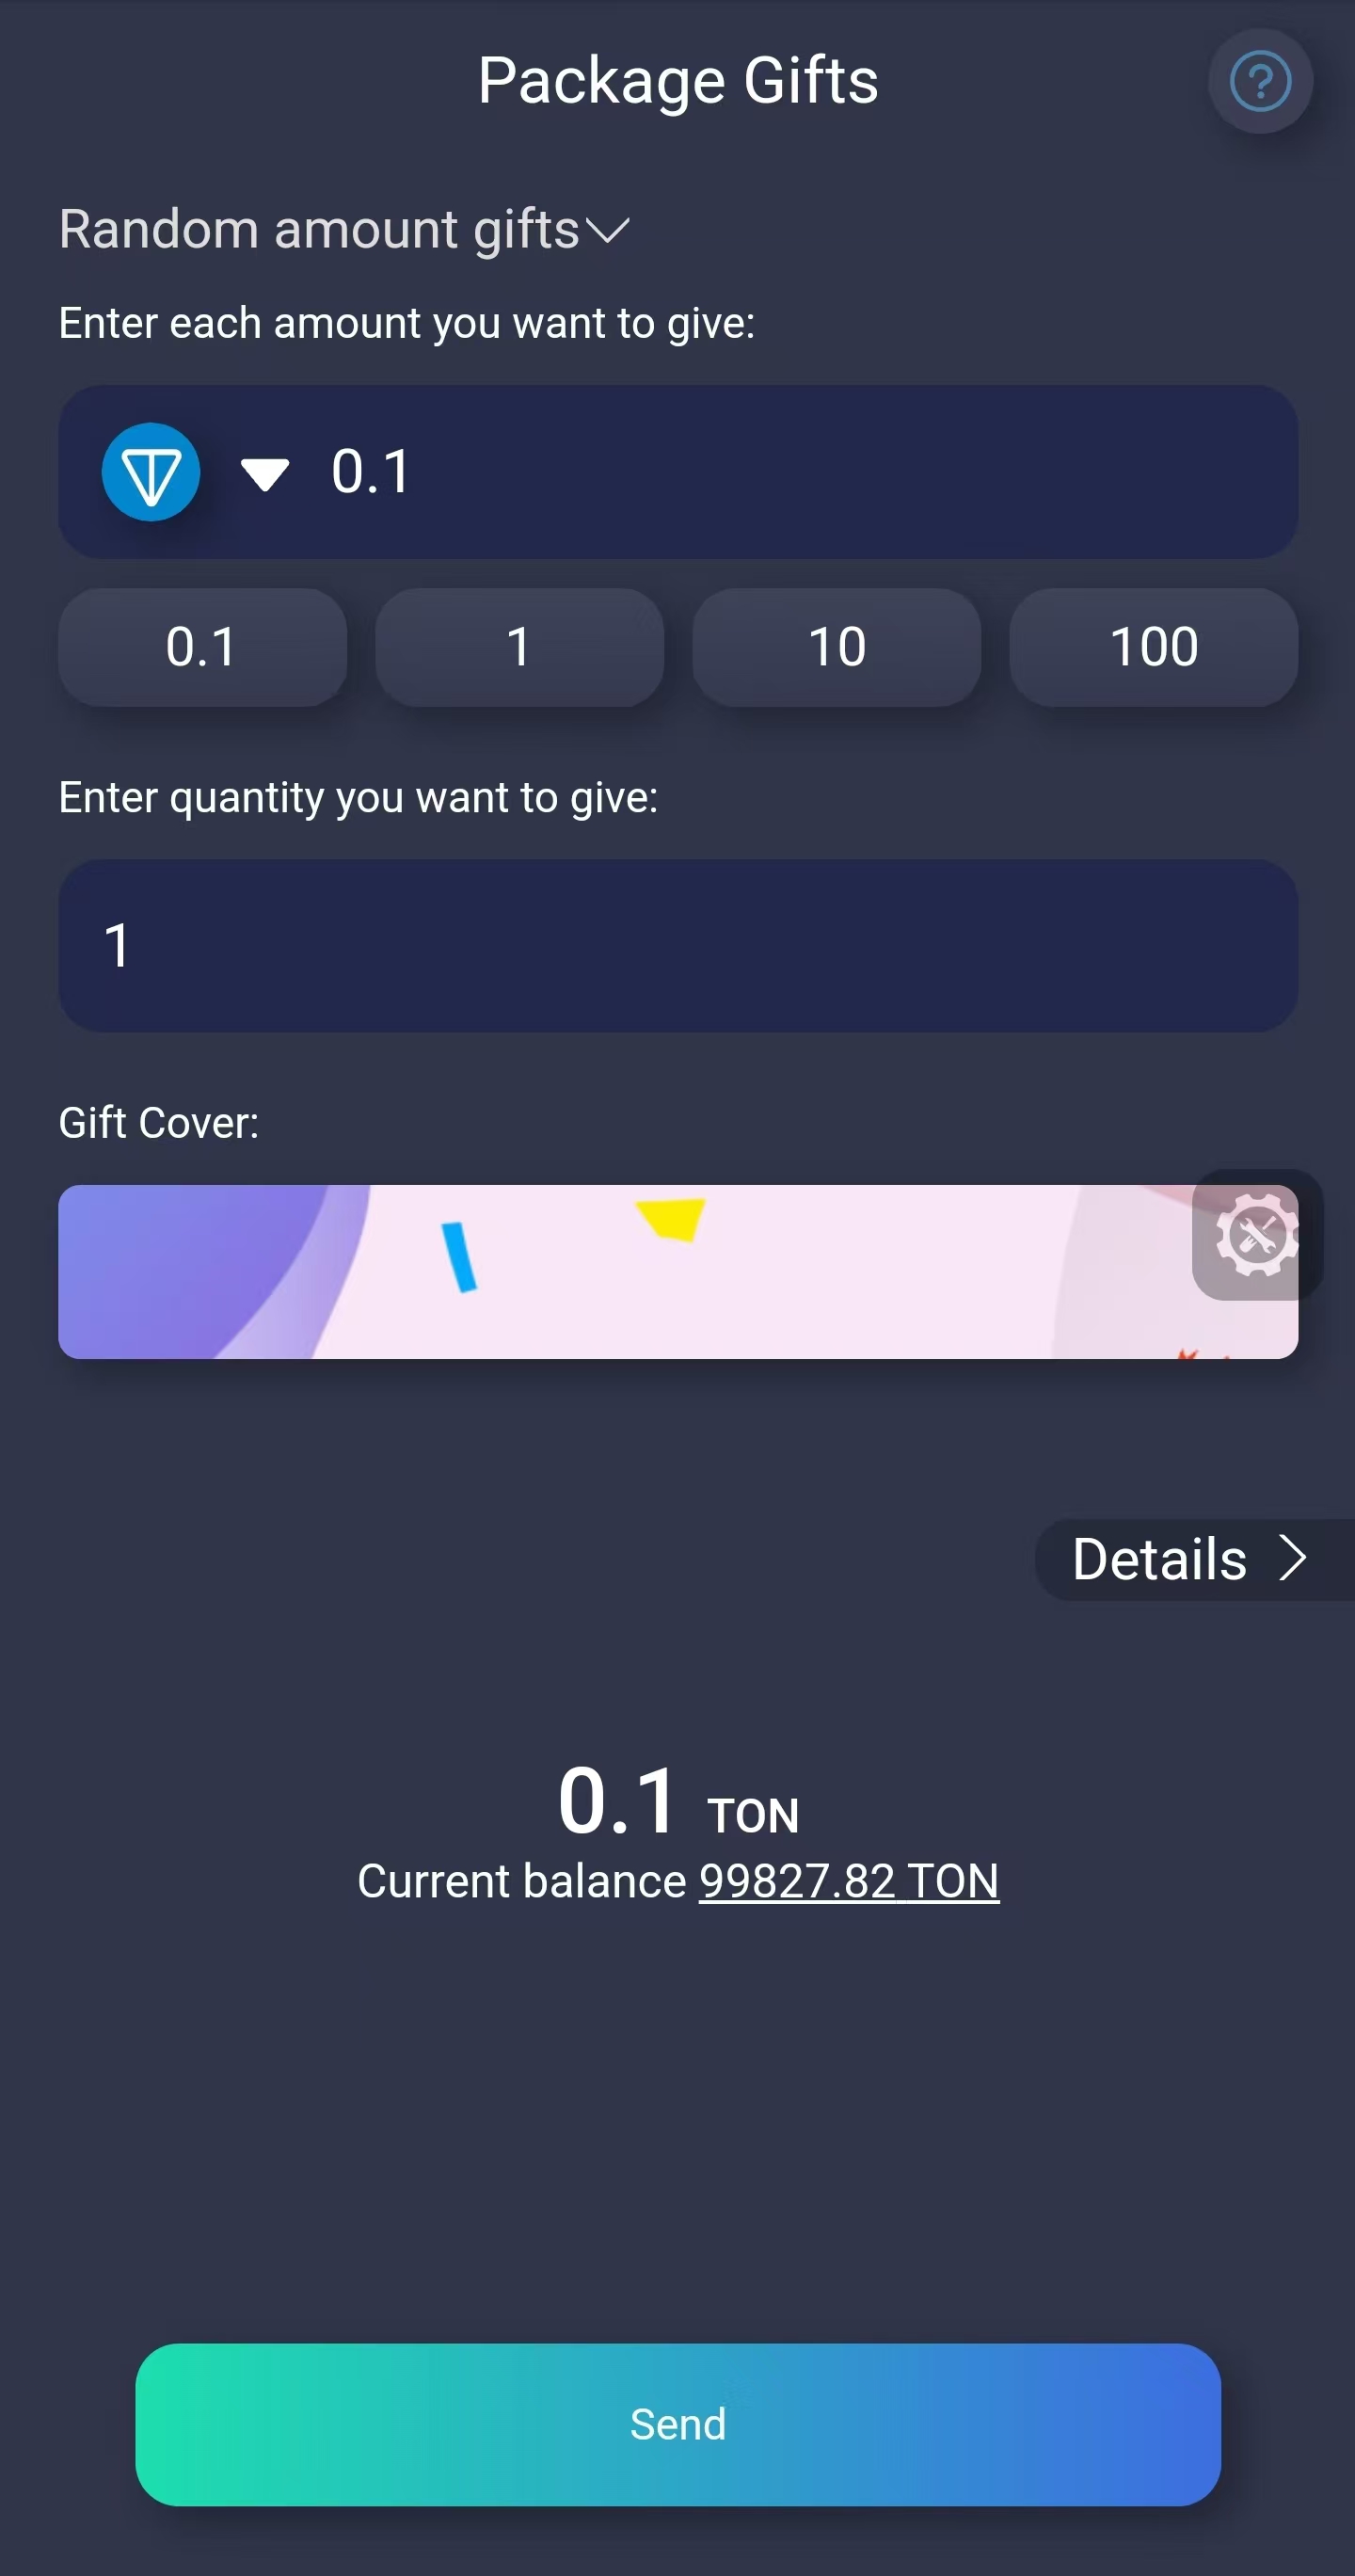 Package Gifts
Random amount gifts
Enter each amount you want to give:
0.1
0.1 1 10 100
Enter quantity you want to give:
1
Gift Cover:
Details
0.1 TON
Current balance 99827.82 TON
Send